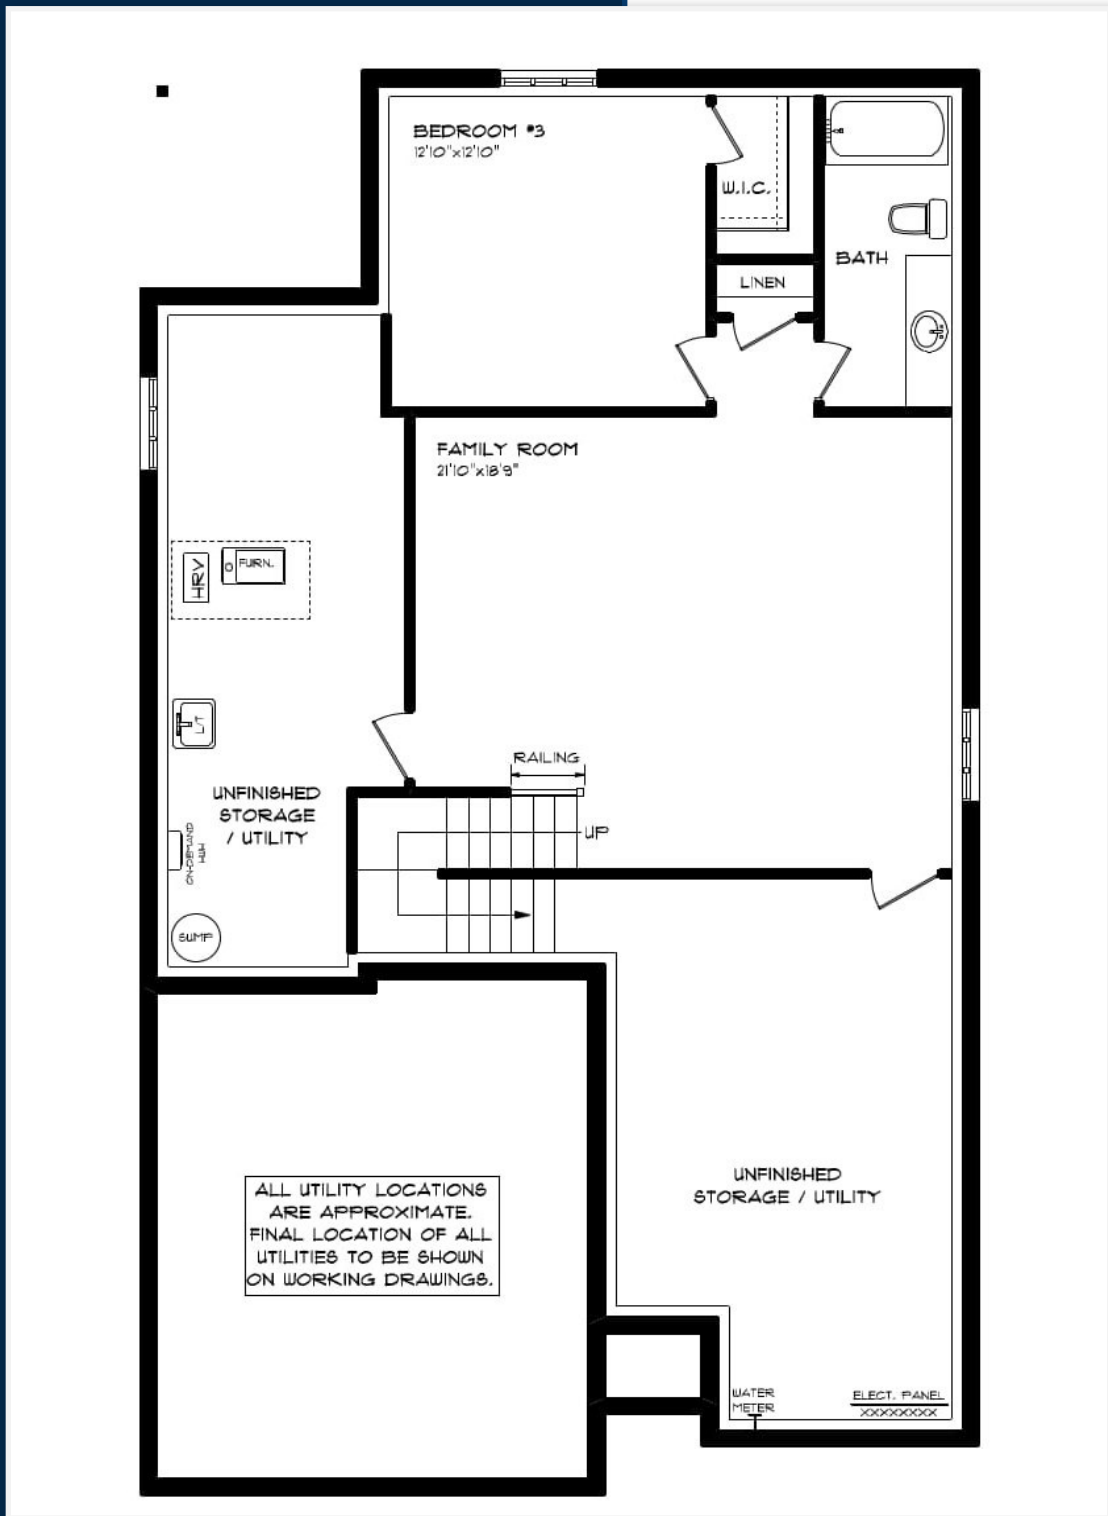 BEDROOM #3
12'10"x12'10"
W.I.C.
LINEN
BATH
FAMILY ROOM
21'10"x18'9"
HRV
FURN.
L/T
RAILING
UP
UNFINISHED
STORAGE
/ UTILITY
ON-DEMAND
HWH
SUMP
ALL UTILITY LOCATIONS
ARE APPROXIMATE.
FINAL LOCATION OF ALL
UTILITIES TO BE SHOWN
ON WORKING DRAWINGS.
UNFINISHED
STORAGE / UTILITY
WATER
METER
ELECT. PANEL
XXXXXXXXX